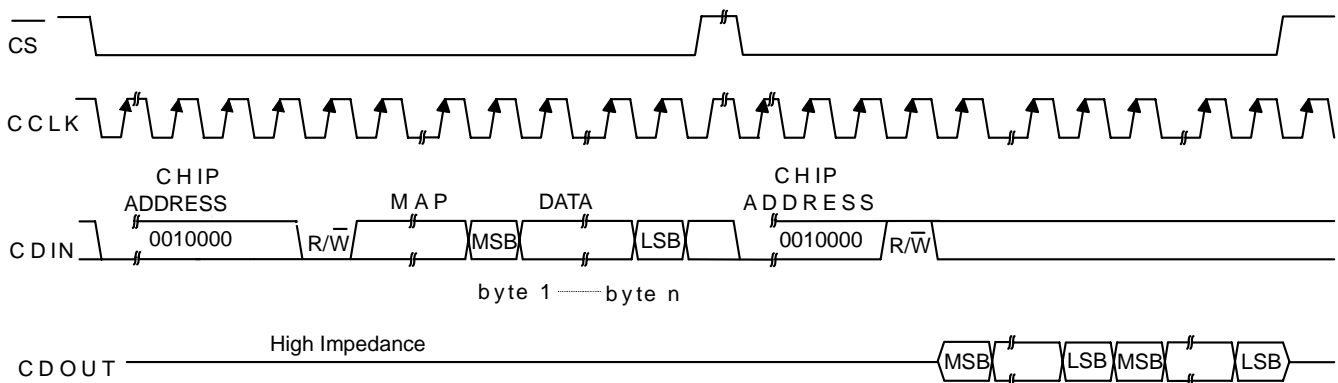 CS
CCLK
CHIP
ADDRESS
MAP
DATA
CHIP
ADDRESS
CDIN
0010000
R/W
MSB
LSB
0010000
R/W
byte 1
byte n
High Impedance
CDOUT
MSB
LSB
MSB
LSB